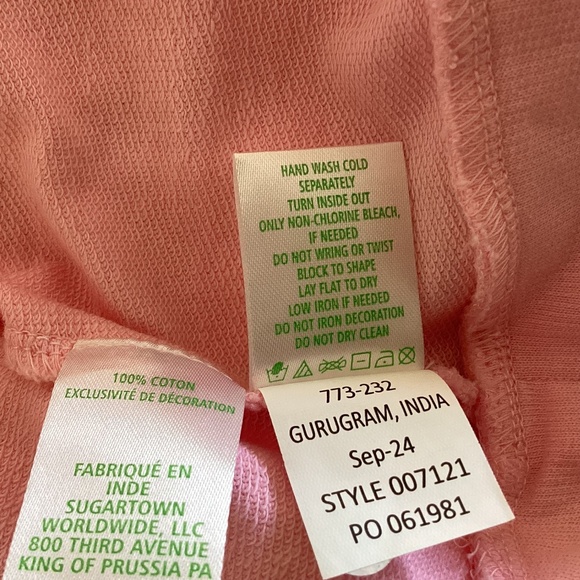 HAND WASH COLD
SEPARATELY
TURN INSIDE OUT
ONLY NON-CHLORINE BLEACH,
IF NEEDED
DO NOT WRING OR TWIST
BLOCK TO SHAPE
LAY FLAT TO DRY
LOW IRON IF NEEDED
DO NOT IRON DECORATION
DO NOT DRY CLEAN
100% COTON
EXCLUSIVITÉ DE DÉCORATION
FABRIQUÉ EN
INDE
SUGARTOWN
WORLDWIDE, LLC
800 THIRD AVENUE
KING OF PRUSSIA PA
773-232
GURUGRAM, INDIA
Sep-24
STYLE 007121
PO 061981